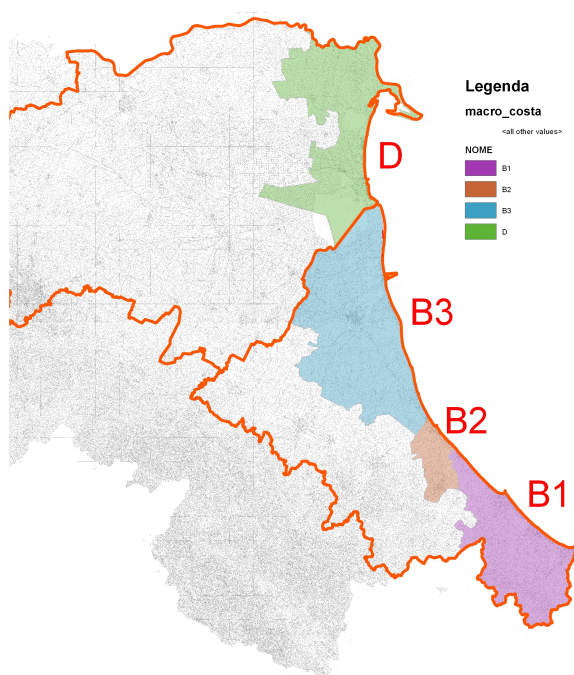 Legenda
macro_costa
<all other values>
NOME
B1
B2
B3
D
D
B3
B2
B1